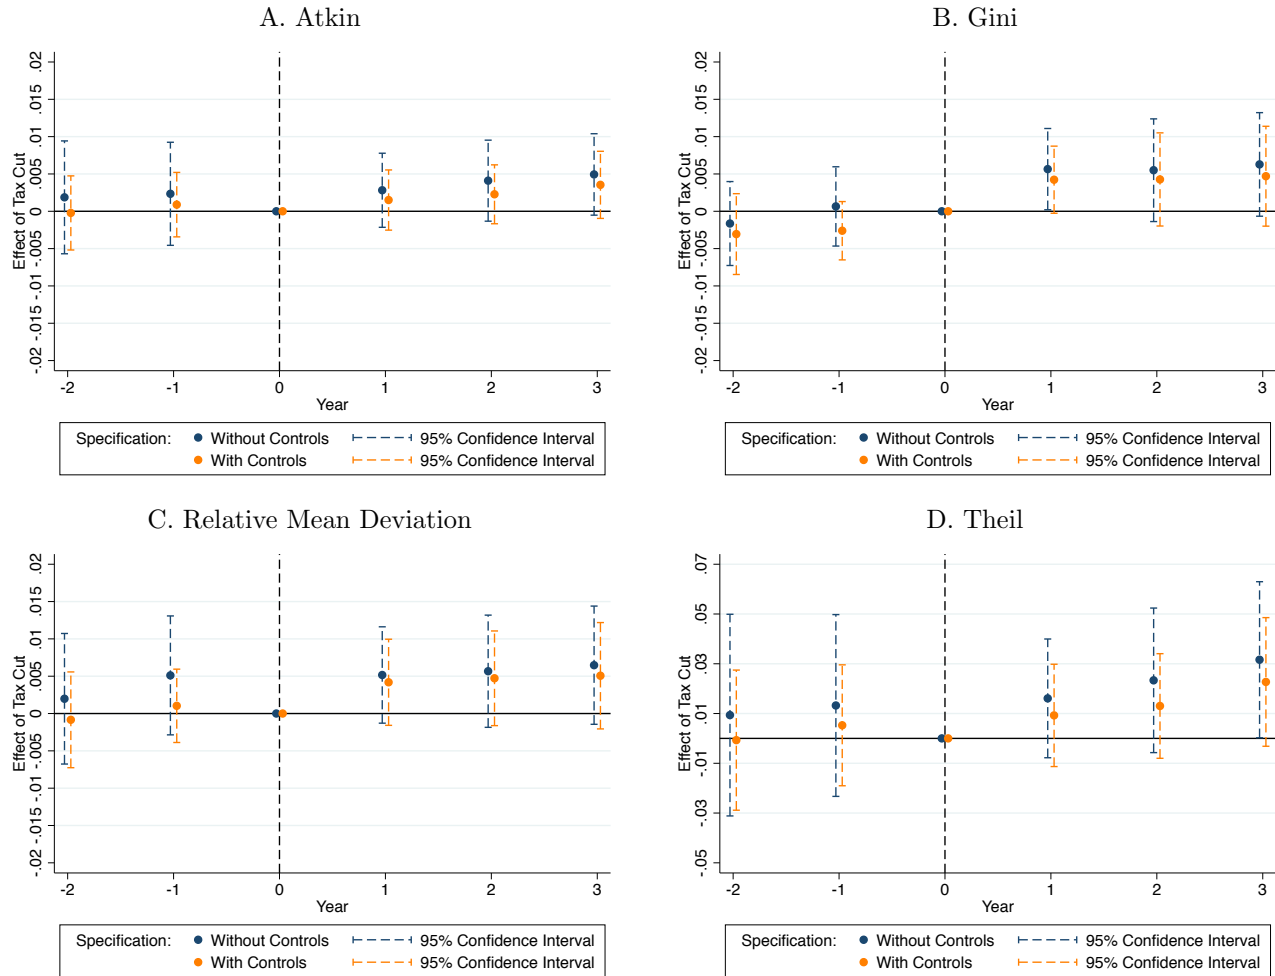 A. Atkin
Effect of Tax Cut
.02
.015
.01
.005
0
-.005
-.01
-.015
-.02
-2 -1 0 1 2 3
Year
Specification: Without Controls 95% Confidence Interval
With Controls 95% Confidence Interval
B. Gini
Effect of Tax Cut
.02
.015
.01
.005
0
-.005
-.01
-.015
-.02
-2 -1 0 1 2 3
Year
Specification: Without Controls 95% Confidence Interval
With Controls 95% Confidence Interval
C. Relative Mean Deviation
Effect of Tax Cut
.02
.015
.01
.005
0
-.005
-.01
-.015
-.02
-2 -1 0 1 2 3
Year
Specification: Without Controls 95% Confidence Interval
With Controls 95% Confidence Interval
D. Theil
Effect of Tax Cut
.07
.05
.03
.01
-.01
-.03
-.05
-2 -1 0 1 2 3
Year
Specification: Without Controls 95% Confidence Interval
With Controls 95% Confidence Interval